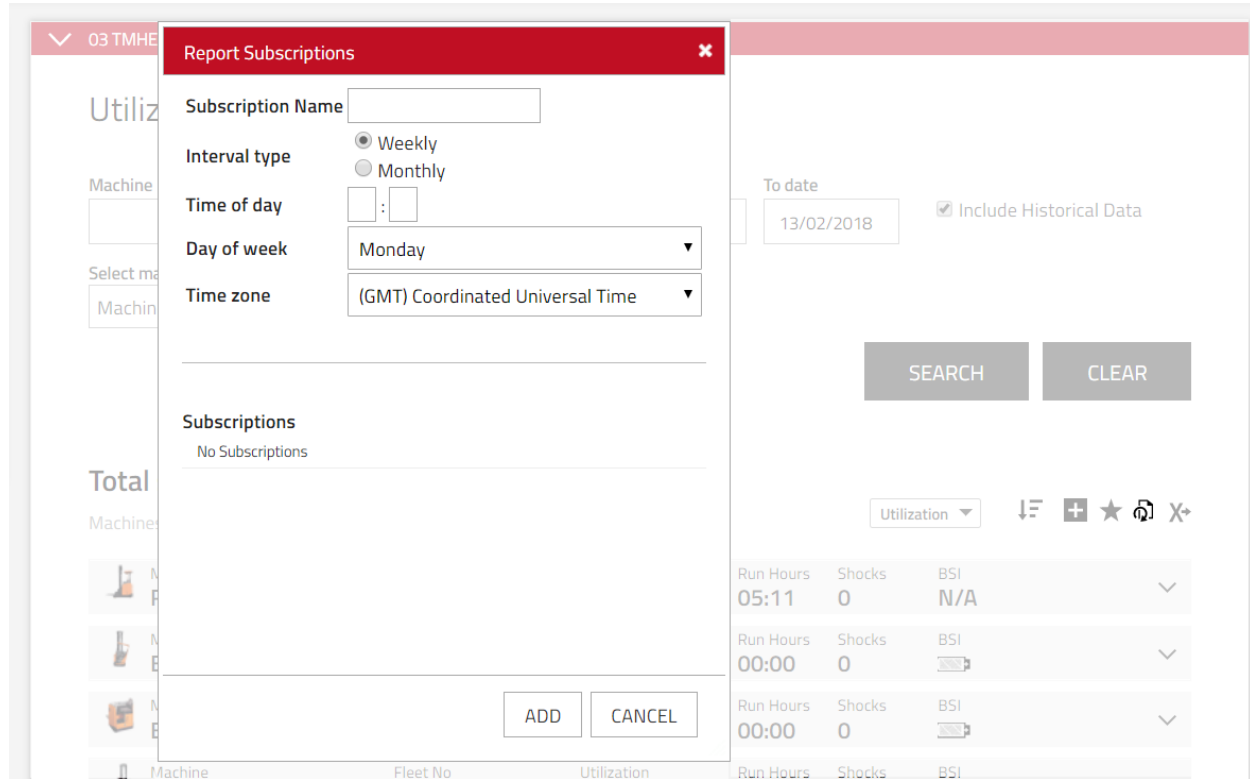 03 TMHE
Report Subscriptions
Utiliz
Subscription Name
Interval type
Weekly
Monthly
Machine
To date
Time of day
:
13/02/2018
Include Historical Data
Day of week
Monday
Select ma
Time zone
(GMT) Coordinated Universal Time
Machin
SEARCH
CLEAR
Subscriptions
No Subscriptions
Total
Machines
Utilization
Run Hours
Shocks
BSI
05:11
0
N/A
Run Hours
Shocks
BSI
00:00
0
Run Hours
Shocks
BSI
00:00
0
ADD
CANCEL
Machine
Fleet No
Utilization
Run Hours
Shocks
BSI